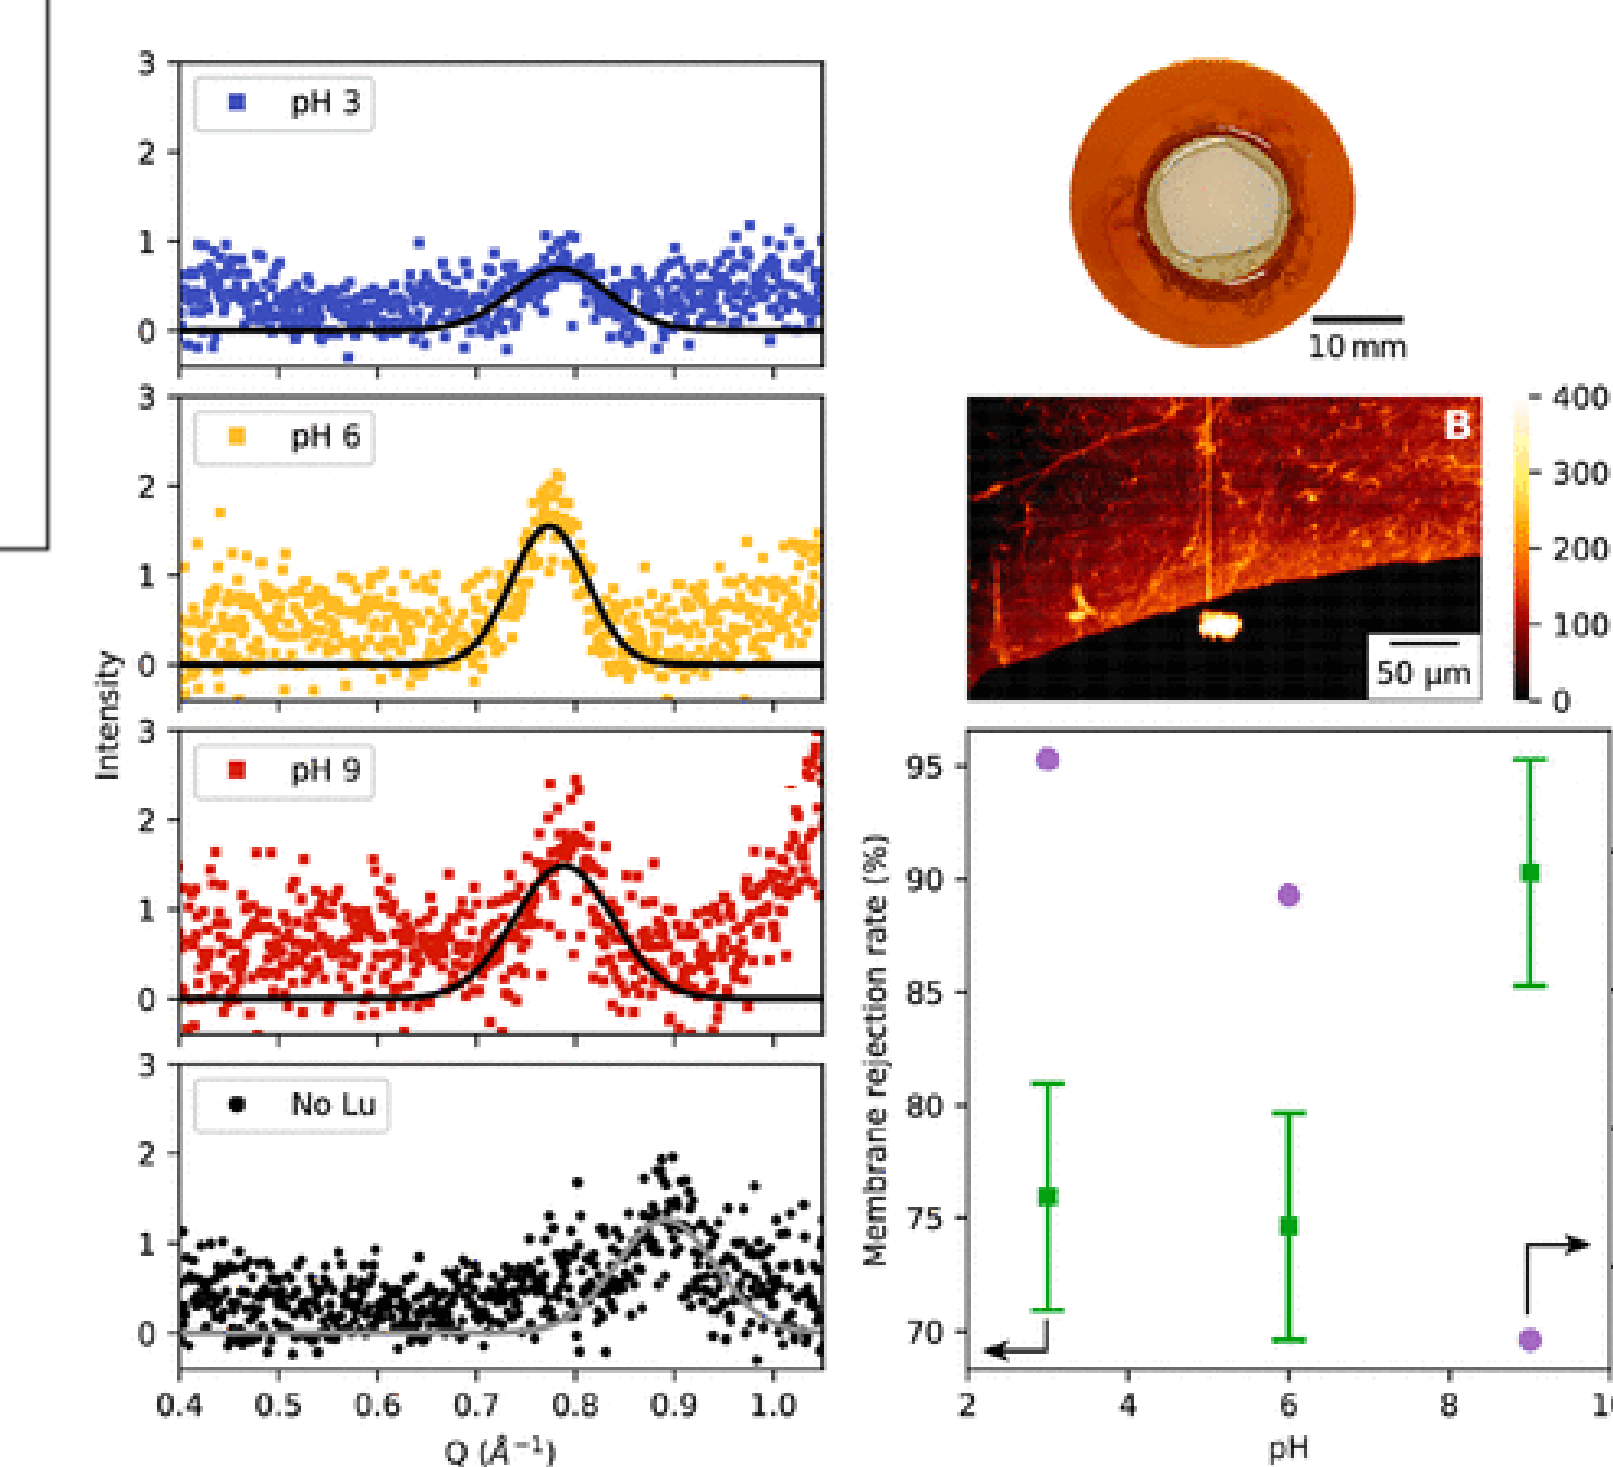 3
2
1
0
pH 3
3
2
1
0
pH 6
3
2
1
0
pH 9
3
2
1
0
No Lu
Intensity
0.4 0.5 0.6 0.7 0.8 0.9 1.0
Q (Å⁻¹)
10 mm
B
50 µm
400
300
200
100
0
Membrane rejection rate (%)
95
90
85
80
75
70
2 4 6 8
pH